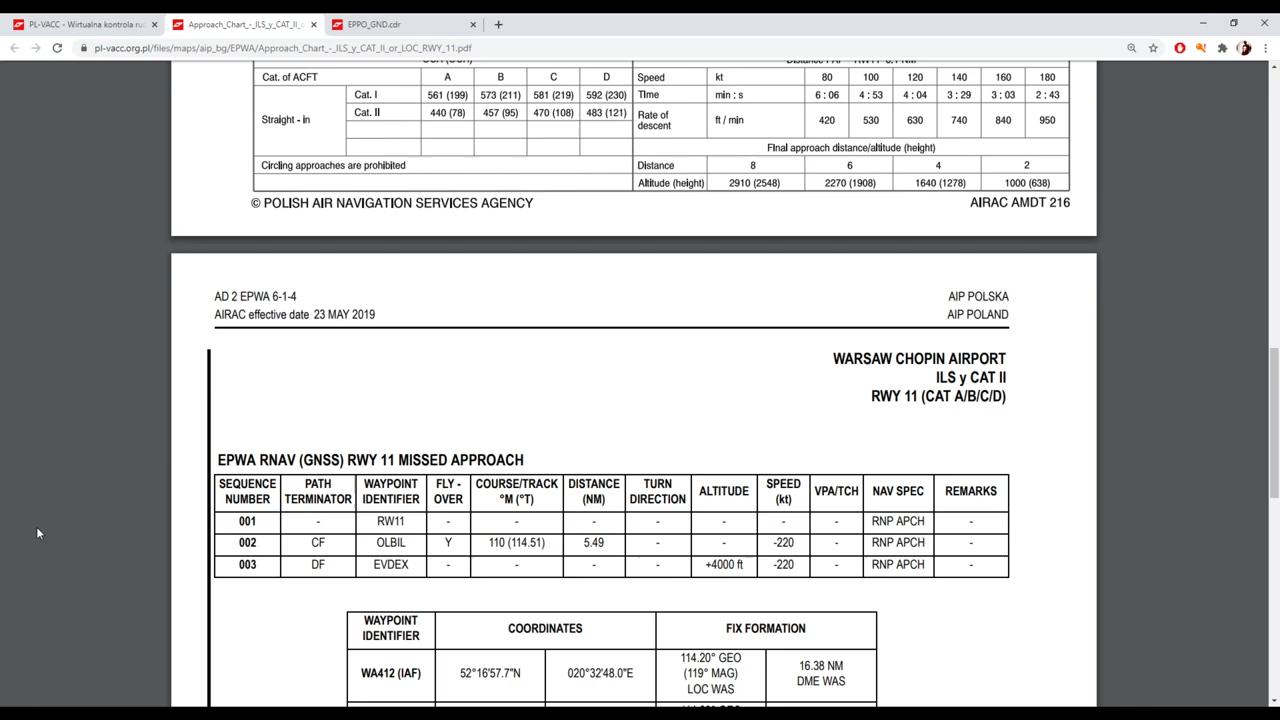 PL-VACC - Wirtualna kontrola ruc
Approach_Chart_-_ILS_y_CAT_II_o
EPPO_GND.cdr
pl-vacc.org.pl/files/maps/aip_bg/EPWA/Approach_Chart_-_ILS_y_CAT_II_or_LOC_RWY_11.pdf
Cat. of ACFT A B C D Speed kt 80 100 120 140 160 180
Straight - in Cat. I 561 (199) 573 (211) 581 (219) 592 (230) TIme min : s 6 : 06 4 : 53 4 : 04 3 : 29 3 : 03 2 : 43
Cat. II 440 (78) 457 (95) 470 (108) 483 (121) Rate of descent ft / min 420 530 630 740 840 950
FInal approach distance/altitude (height)
Circling approaches are prohibited Distance 8 6 4 2
Altitude (height) 2910 (2548) 2270 (1908) 1640 (1278) 1000 (638)
© POLISH AIR NAVIGATION SERVICES AGENCY AIRAC AMDT 216
AD 2 EPWA 6-1-4 AIP POLSKA
AIRAC effective date 23 MAY 2019 AIP POLAND
WARSAW CHOPIN AIRPORT
ILS y CAT II
RWY 11 (CAT A/B/C/D)
EPWA RNAV (GNSS) RWY 11 MISSED APPROACH
SEQUENCE NUMBER PATH TERMINATOR WAYPOINT IDENTIFIER FLY - OVER COURSE/TRACK °M (°T) DISTANCE (NM) TURN DIRECTION ALTITUDE SPEED (kt) VPA/TCH NAV SPEC REMARKS
001 - RW11 - - - - - - - RNP APCH -
002 CF OLBIL Y 110 (114.51) 5.49 - - -220 - RNP APCH -
003 DF EVDEX - - - - +4000 ft -220 - RNP APCH -
WAYPOINT IDENTIFIER COORDINATES FIX FORMATION
WA412 (IAF) 52°16'57.7"N 020°32'48.0"E 114.20° GEO (119° MAG) LOC WAS 16.38 NM DME WAS